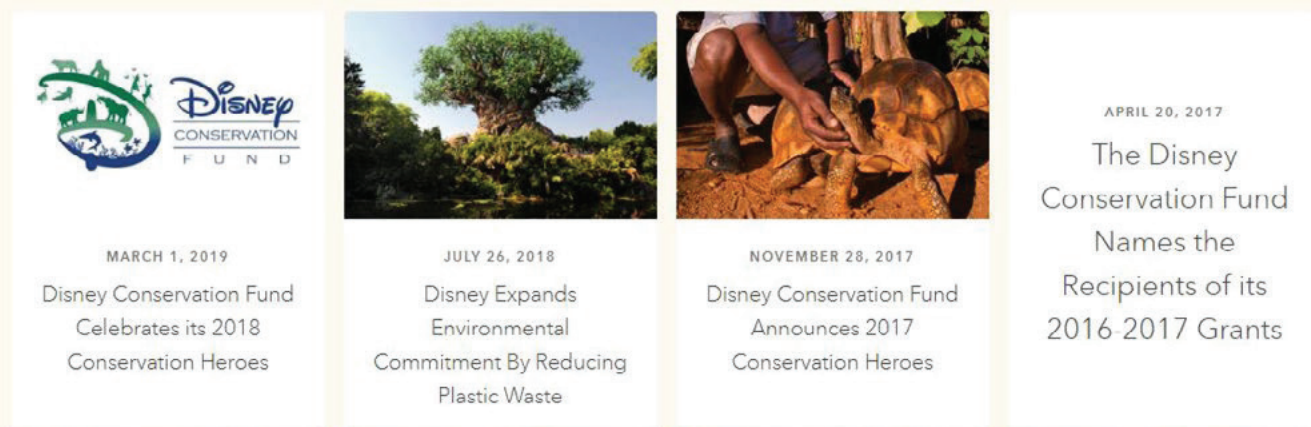 Disney
CONSERVATION
FUND
MARCH 1, 2019
Disney Conservation Fund
Celebrates its 2018
Conservation Heroes
JULY 26, 2018
Disney Expands
Environmental
Commitment By Reducing
Plastic Waste
NOVEMBER 28, 2017
Disney Conservation Fund
Announces 2017
Conservation Heroes
APRIL 20, 2017
The Disney
Conservation Fund
Names the
Recipients of its
2016-2017 Grants